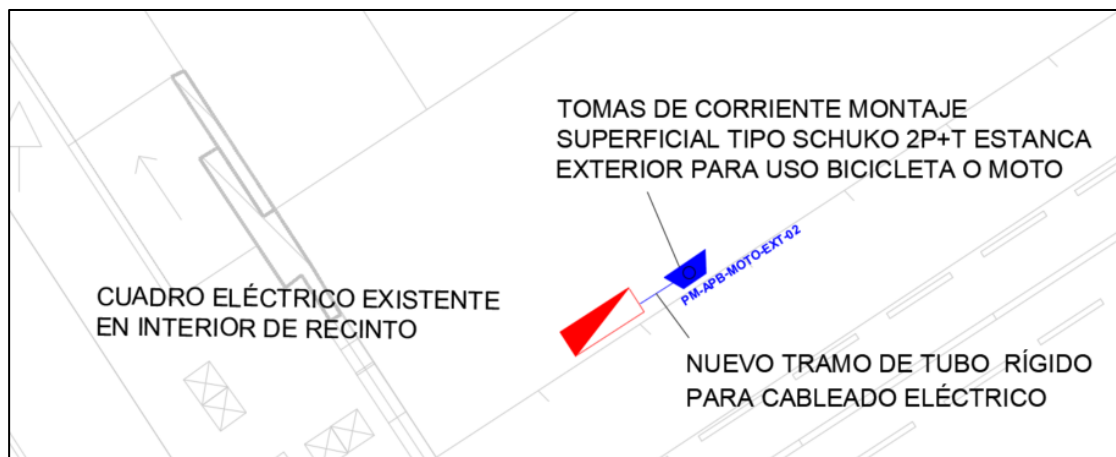 TOMAS DE CORRIENTE MONTAJE
SUPERFICIAL TIPO SCHUKO 2P+T ESTANCA
EXTERIOR PARA USO BICICLETA O MOTO
PM-APB-MOTO-EXT-02
CUADRO ELÉCTRICO EXISTENTE
EN INTERIOR DE RECINTO
NUEVO TRAMO DE TUBO RÍGIDO
PARA CABLEADO ELÉCTRICO